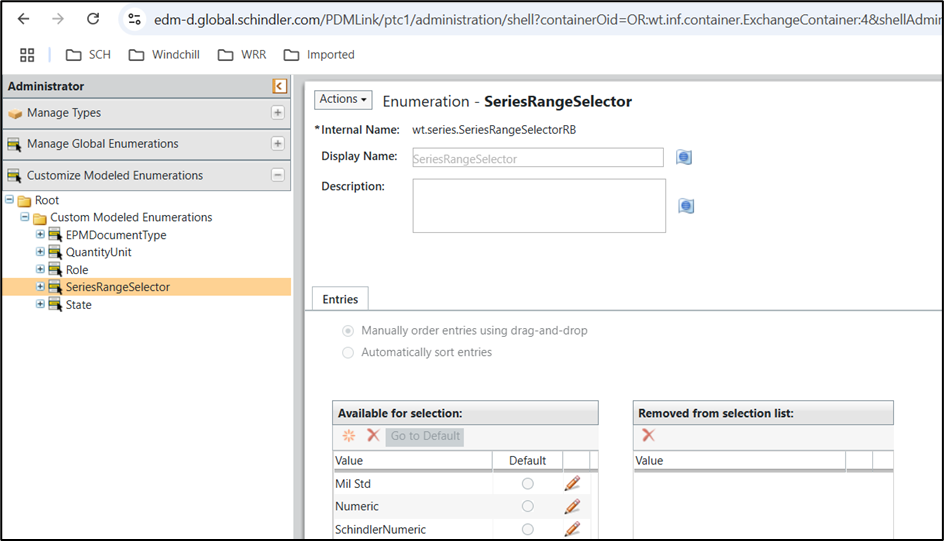 edm-d.global.schindler.com/PDMLink/ptc1/administration/shell?containerOid=OR:wt.inf.container.ExchangeContainer:4&shellAdmin
SCH Windchill WRR Imported
Administrator
Manage Types
Manage Global Enumerations
Customize Modeled Enumerations
Root
Custom Modeled Enumerations
EPMDocumentType
QuantityUnit
Role
SeriesRangeSelector
State
Actions Enumeration - SeriesRangeSelector
*Internal Name: wt.series.SeriesRangeSelectorRB
Display Name: SeriesRangeSelector
Description:
Entries
Manually order entries using drag-and-drop
Automatically sort entries
Available for selection:
Go to Default
Value Default
Mil Std
Numeric
SchindlerNumeric
Removed from selection list:
Value